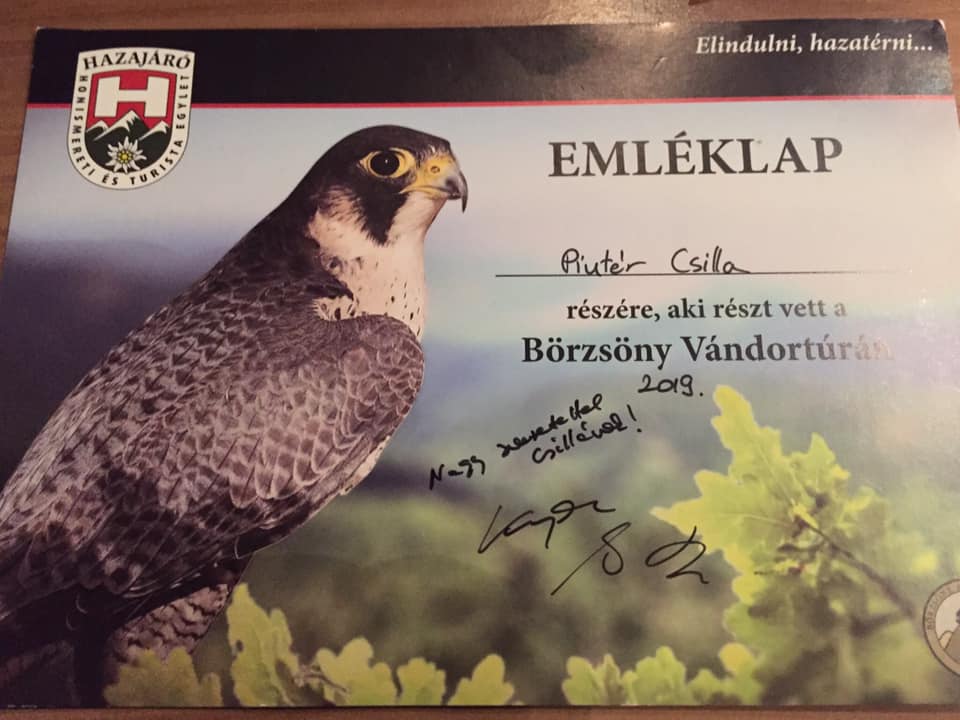 HAZAJÁRÓ
HONISMERETI ÉS TURISTA EGYLET
H
Elindulni, hazatérni...
EMLÉKLAP
Piutér Csilla
részére, aki részt vett a
Börzsöny Vándortúrán
2019.
Nagy szeretettel
Csillának!